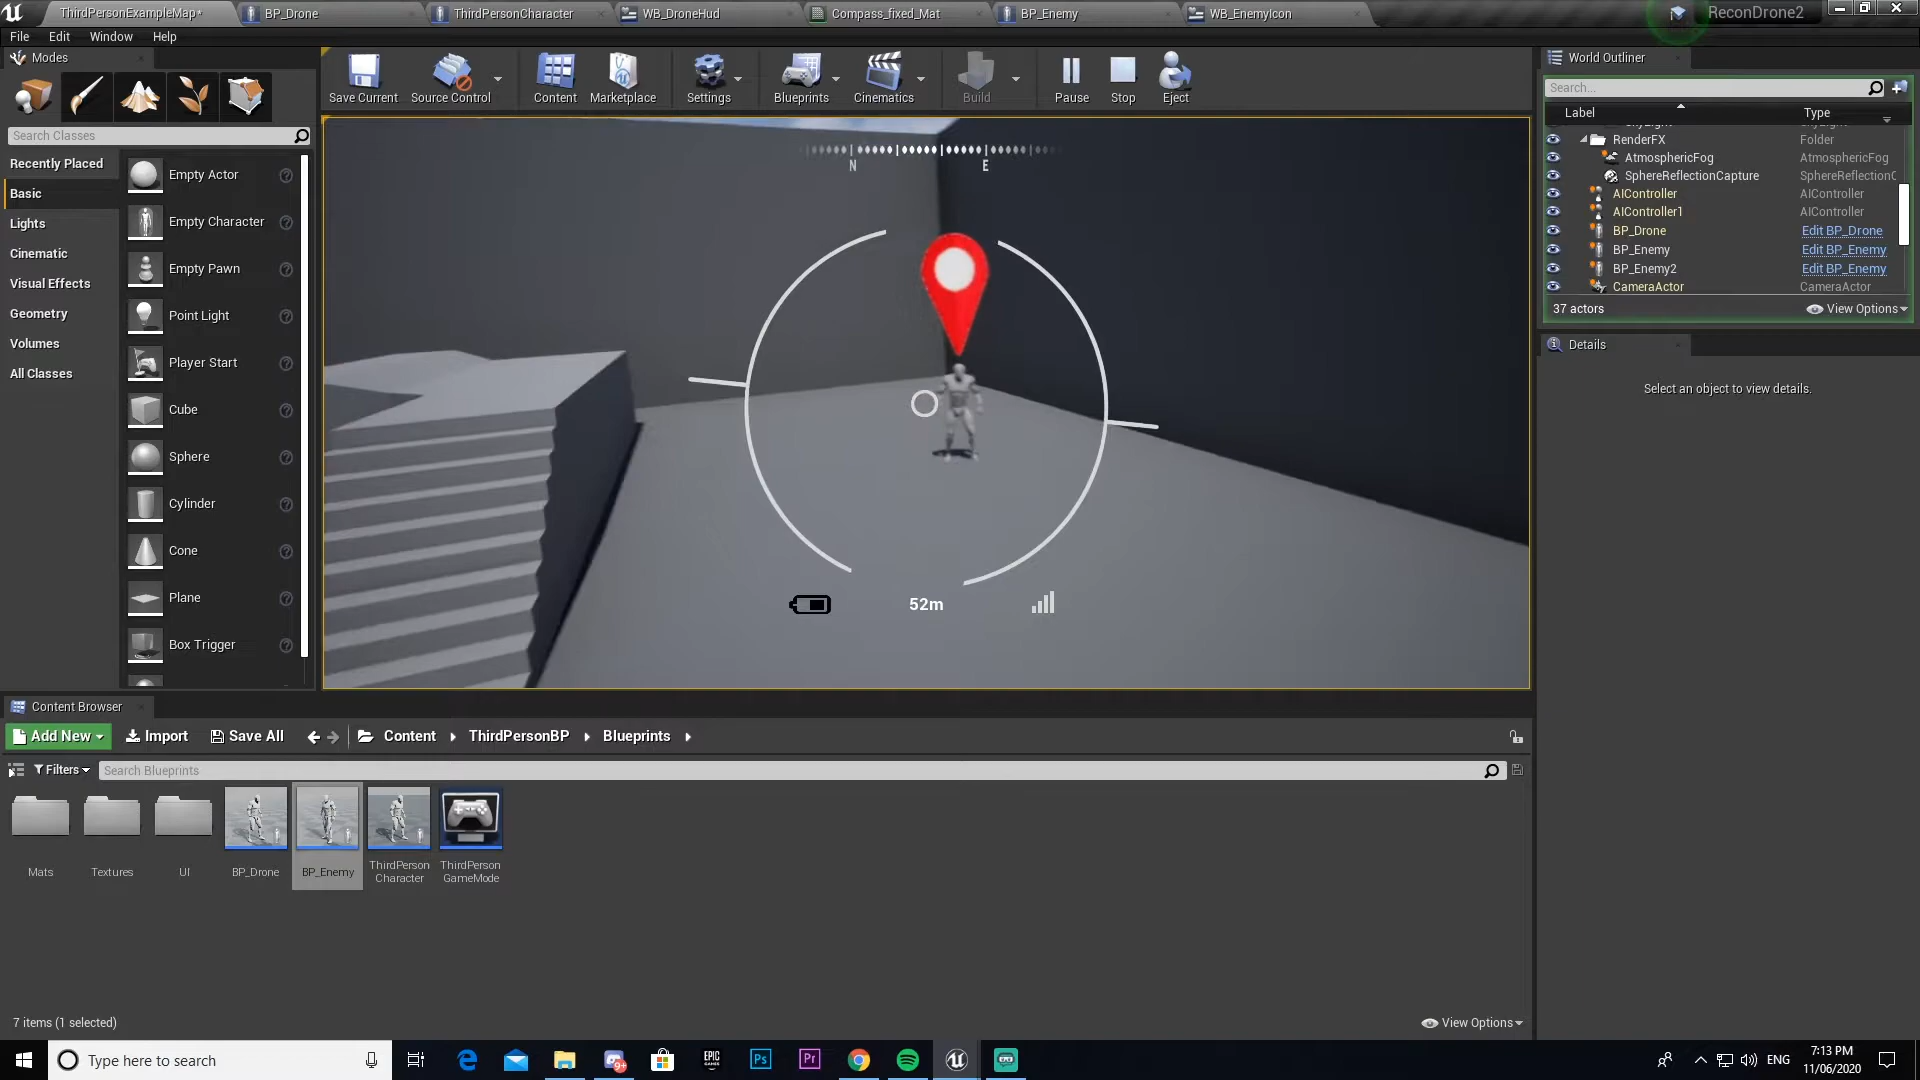 ThirdPersonExampleMap*
BP_Drone
ThirdPersonCharacter
WB_DroneHud
Compass_fixed_Mat
BP_Enemy
WB_EnemyIcon
ReconDrone2
File
Edit
Window
Help
Modes
Search Classes
Recently Placed
Basic
Lights
Cinematic
Visual Effects
Geometry
Volumes
All Classes
Empty Actor
Empty Character
Empty Pawn
Point Light
Player Start
Cube
Sphere
Cylinder
Cone
Plane
Box Trigger
Save Current
Source Control
Content
Marketplace
Settings
Blueprints
Cinematics
Build
Pause
Stop
Eject
N
E
52m
World Outliner
Search...
Label
Type
RenderFX
Folder
AtmosphericFog
AtmosphericFog
SphereReflectionCapture
SphereReflectionC
AIController
AIController
AIController1
AIController
BP_Drone
Edit BP_Drone
BP_Enemy
Edit BP_Enemy
BP_Enemy2
Edit BP_Enemy
CameraActor
CameraActor
37 actors
View Options
Details
Select an object to view details.
Content Browser
Add New
Import
Save All
Content
ThirdPersonBP
Blueprints
Filters
Search Blueprints
Mats
Textures
UI
BP_Drone
BP_Enemy
ThirdPerson
Character
ThirdPerson
GameMode
7 items (1 selected)
View Options
Type here to search
9+
EPIC
GAMES
Ps
Pr
ENG
7:13 PM
11/06/2020